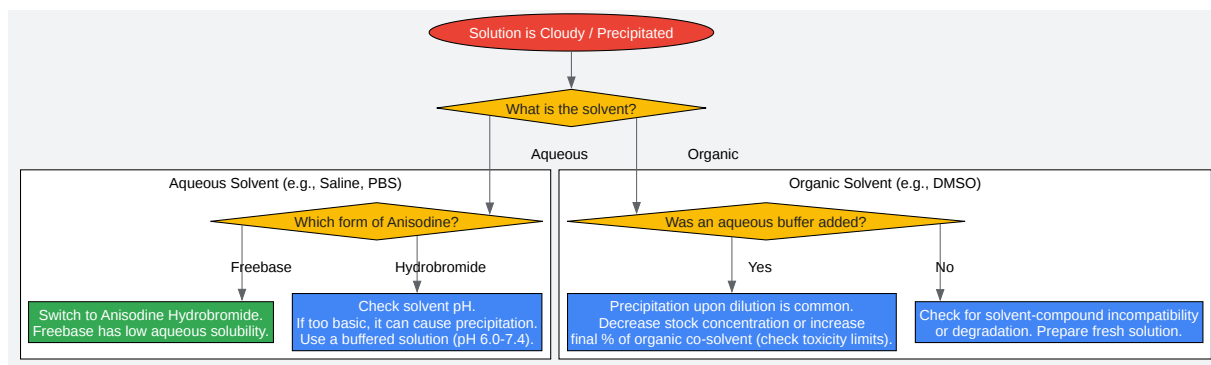 Solution is Cloudy / Precipitated
What is the solvent?
Aqueous
Organic
Aqueous Solvent (e.g., Saline, PBS)
Which form of Anisodine?
Freebase
Hydrobromide
Switch to Anisodine Hydrobromide.
Freebase has low aqueous solubility.
Check solvent pH.
If too basic, it can cause precipitation.
Use a buffered solution (pH 6.0-7.4).
Organic Solvent (e.g., DMSO)
Was an aqueous buffer added?
Yes
No
Precipitation upon dilution is common.
Decrease stock concentration or increase
final % of organic co-solvent (check toxicity limits).
Check for solvent-compound incompatibility
or degradation. Prepare fresh solution.